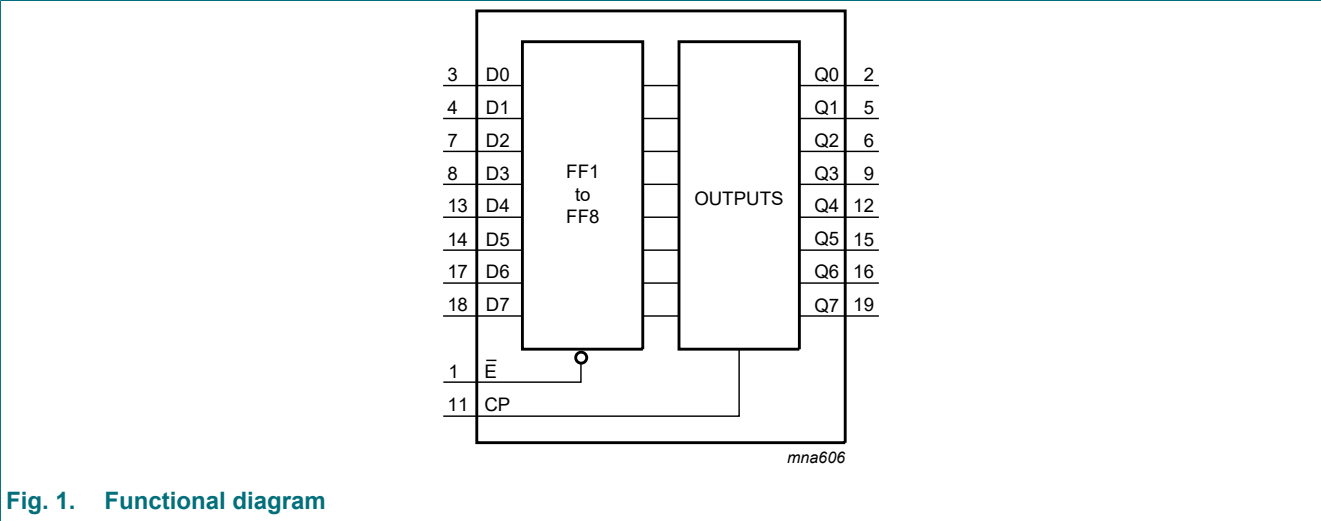 3 D0 Q0 2
4 D1 Q1 5
7 D2 Q2 6
8 D3 FF1 Q3 9
to OUTPUTS
13 D4 FF8 Q4 12
14 D5 Q5 15
17 D6 Q6 16
18 D7 Q7 19
1 E̅
11 CP
mna606
Fig. 1. Functional diagram